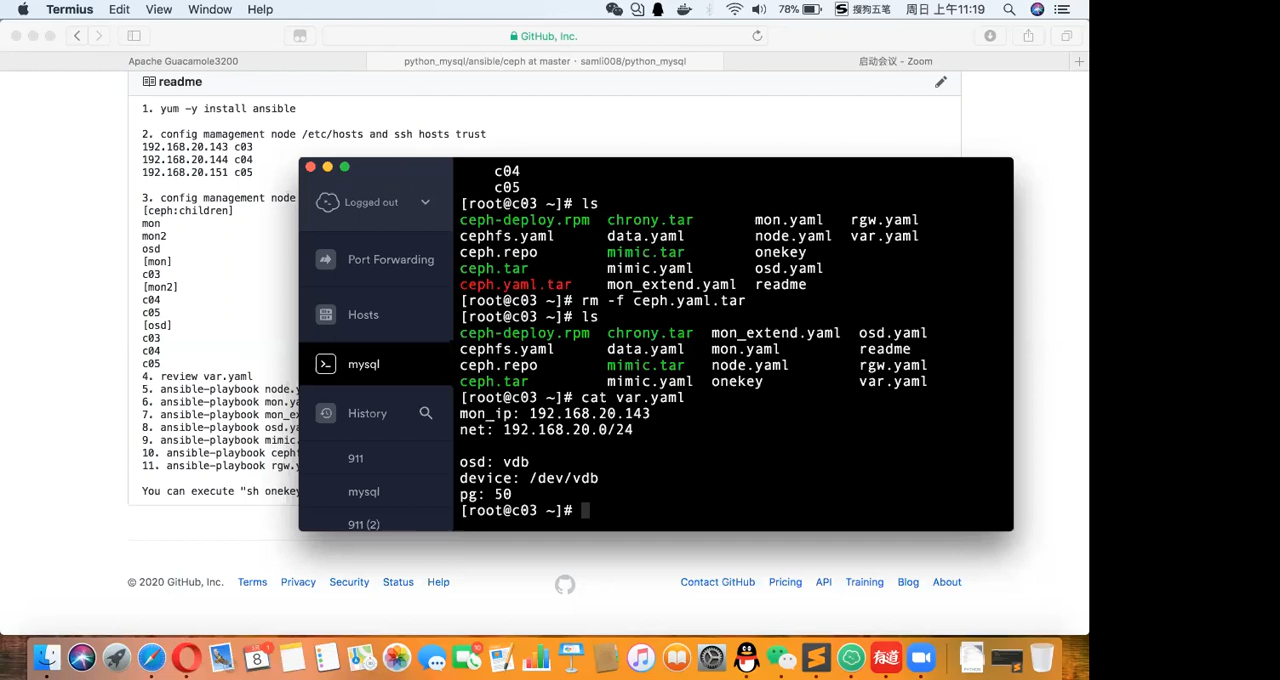 Termius Edit View Window Help 78% 搜狗五笔 周日 上午11:19
GitHub, Inc.
Apache Guacamole3200 python_mysql/ansible/ceph at master · samli008/python_mysql 启动会议 - Zoom
readme
1. yum -y install ansible
2. config mamagement node /etc/hosts and ssh hosts trust
192.168.20.143 c03
192.168.20.144 c04
192.168.20.151 c05
3. config mamagement node
[ceph:children]
mon
mon2
osd
[mon]
c03
[mon2]
c04
c05
[osd]
c03
c04
c05
4. review var.yaml
5. ansible-playbook node.y
6. ansible-playbook mon.ya
7. ansible-playbook mon_ex
8. ansible-playbook osd.ya
9. ansible-playbook mimic.
10. ansible-playbook cephf
11. ansible-playbook rgw.y
You can execute "sh onekey
Logged out
Port Forwarding
Hosts
mysql
History
911
mysql
911 (2)
c04
c05
[root@c03 ~]# ls
ceph-deploy.rpm chrony.tar mon.yaml rgw.yaml
cephfs.yaml data.yaml node.yaml var.yaml
ceph.repo mimic.tar onekey
ceph.tar mimic.yaml osd.yaml
ceph.yaml.tar mon_extend.yaml readme
[root@c03 ~]# rm -f ceph.yaml.tar
[root@c03 ~]# ls
ceph-deploy.rpm chrony.tar mon_extend.yaml osd.yaml
cephfs.yaml data.yaml mon.yaml readme
ceph.repo mimic.tar node.yaml rgw.yaml
ceph.tar mimic.yaml onekey var.yaml
[root@c03 ~]# cat var.yaml
mon_ip: 192.168.20.143
net: 192.168.20.0/24
osd: vdb
device: /dev/vdb
pg: 50
[root@c03 ~]#
© 2020 GitHub, Inc. Terms Privacy Security Status Help Contact GitHub Pricing API Training Blog About
8
有道